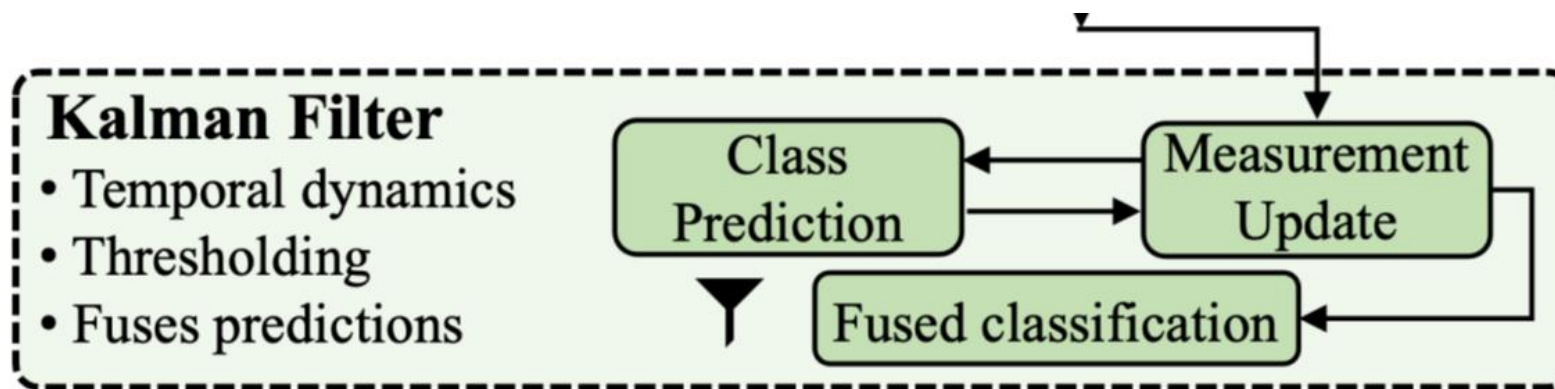 Kalman Filter
• Temporal dynamics
• Thresholding
• Fuses predictions
Class
Prediction
Measurement
Update
Fused classification